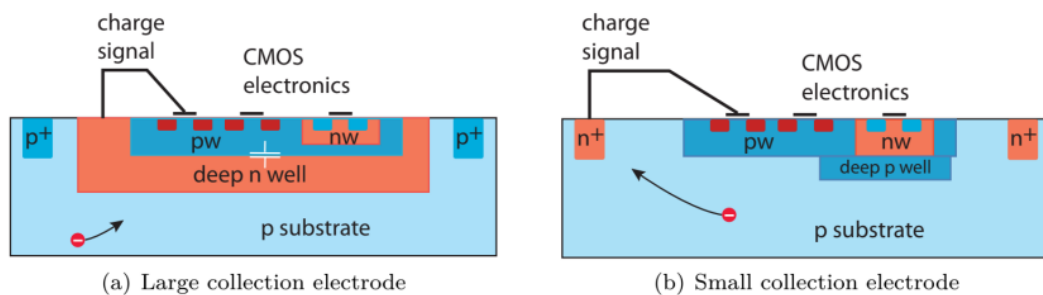 charge
signal
CMOS
electronics
p+
pw
nw
p+
deep n well
p substrate
(a) Large collection electrode
charge
signal
CMOS
electronics
n+
pw
nw
n+
deep p well
p substrate
(b) Small collection electrode